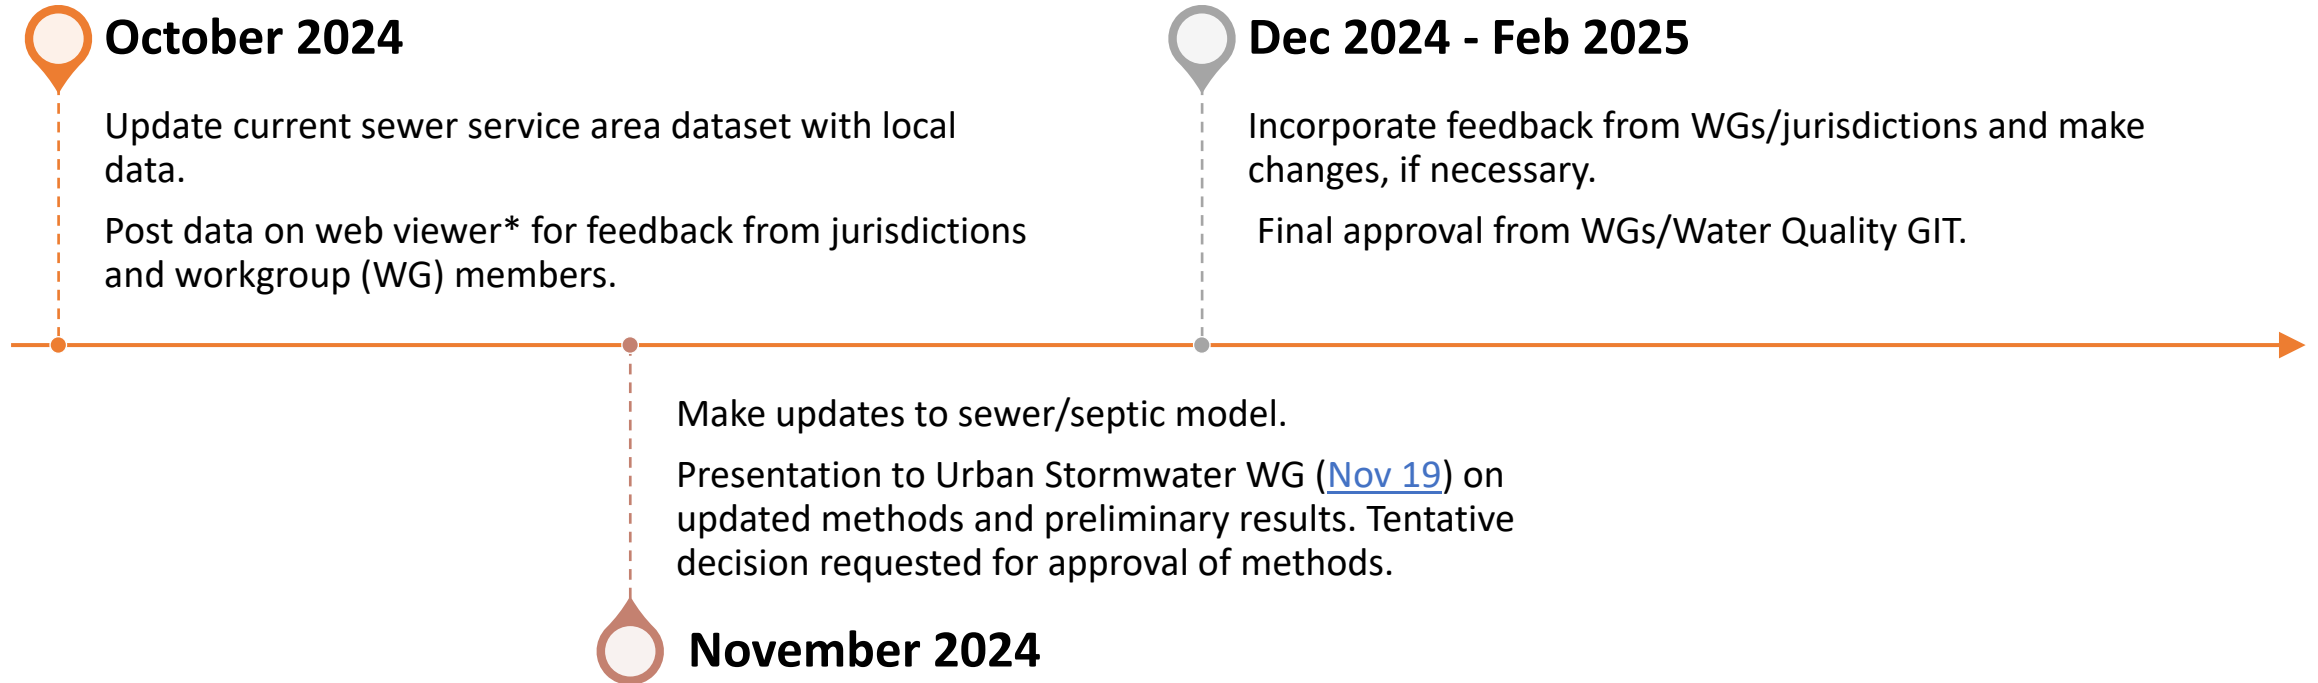 October 2024
Update current sewer service area dataset with local
data.
Post data on web viewer* for feedback from jurisdictions
and workgroup (WG) members.
Dec 2024 - Feb 2025
Incorporate feedback from WGs/jurisdictions and make
changes, if necessary.
Final approval from WGs/Water Quality GIT.
Make updates to sewer/septic model.
Presentation to Urban Stormwater WG (Nov 19) on
updated methods and preliminary results. Tentative
decision requested for approval of methods.
November 2024